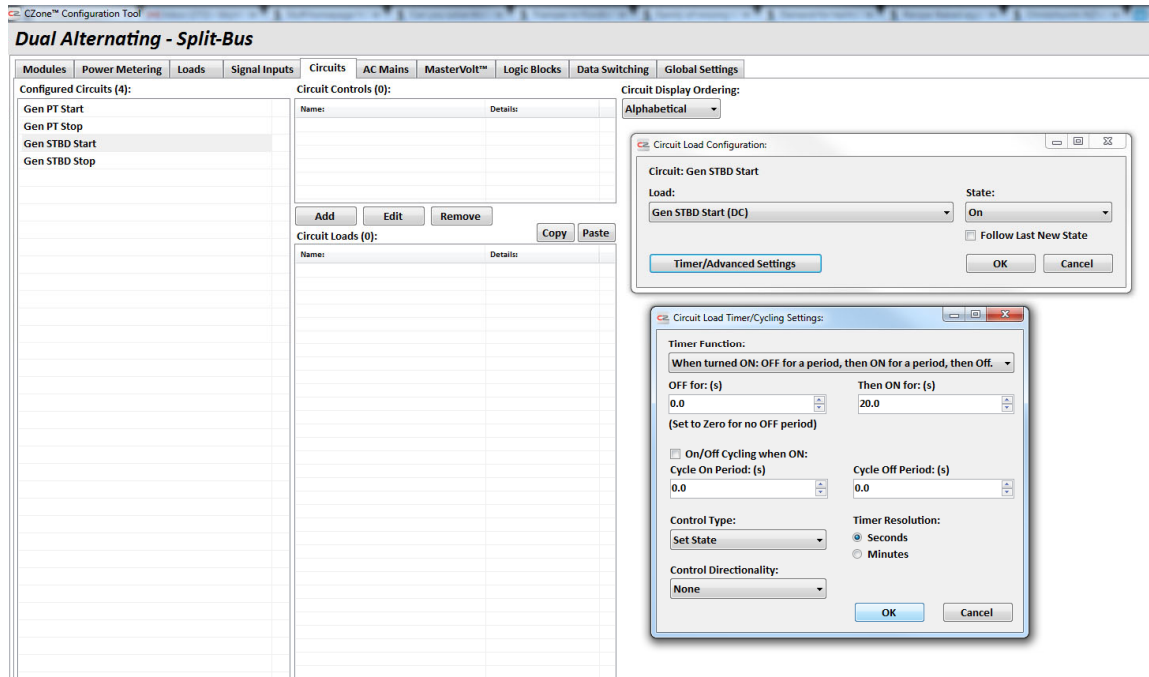 CZone™ Configuration Tool
Dual Alternating - Split-Bus
Modules Power Metering Loads Signal Inputs Circuits AC Mains MasterVolt™ Logic Blocks Data Switching Global Settings
Configured Circuits (4):
Gen PT Start
Gen PT Stop
Gen STBD Start
Gen STBD Stop
Circuit Controls (0):
Name: Details:
Add Edit Remove
Copy Paste
Circuit Loads (0):
Name: Details:
Circuit Display Ordering:
Alphabetical
CZ Circuit Load Configuration:
Circuit: Gen STBD Start
Load: State:
Gen STBD Start (DC) On
Follow Last New State
Timer/Advanced Settings OK Cancel
CZ Circuit Load Timer/Cycling Settings:
Timer Function:
When turned ON: OFF for a period, then ON for a period, then Off.
OFF for: (s) Then ON for: (s)
0.0 20.0
(Set to Zero for no OFF period)
On/Off Cycling when ON:
Cycle On Period: (s) Cycle Off Period: (s)
0.0 0.0
Control Type: Timer Resolution:
Set State Seconds
Minutes
Control Directionality:
None
OK Cancel